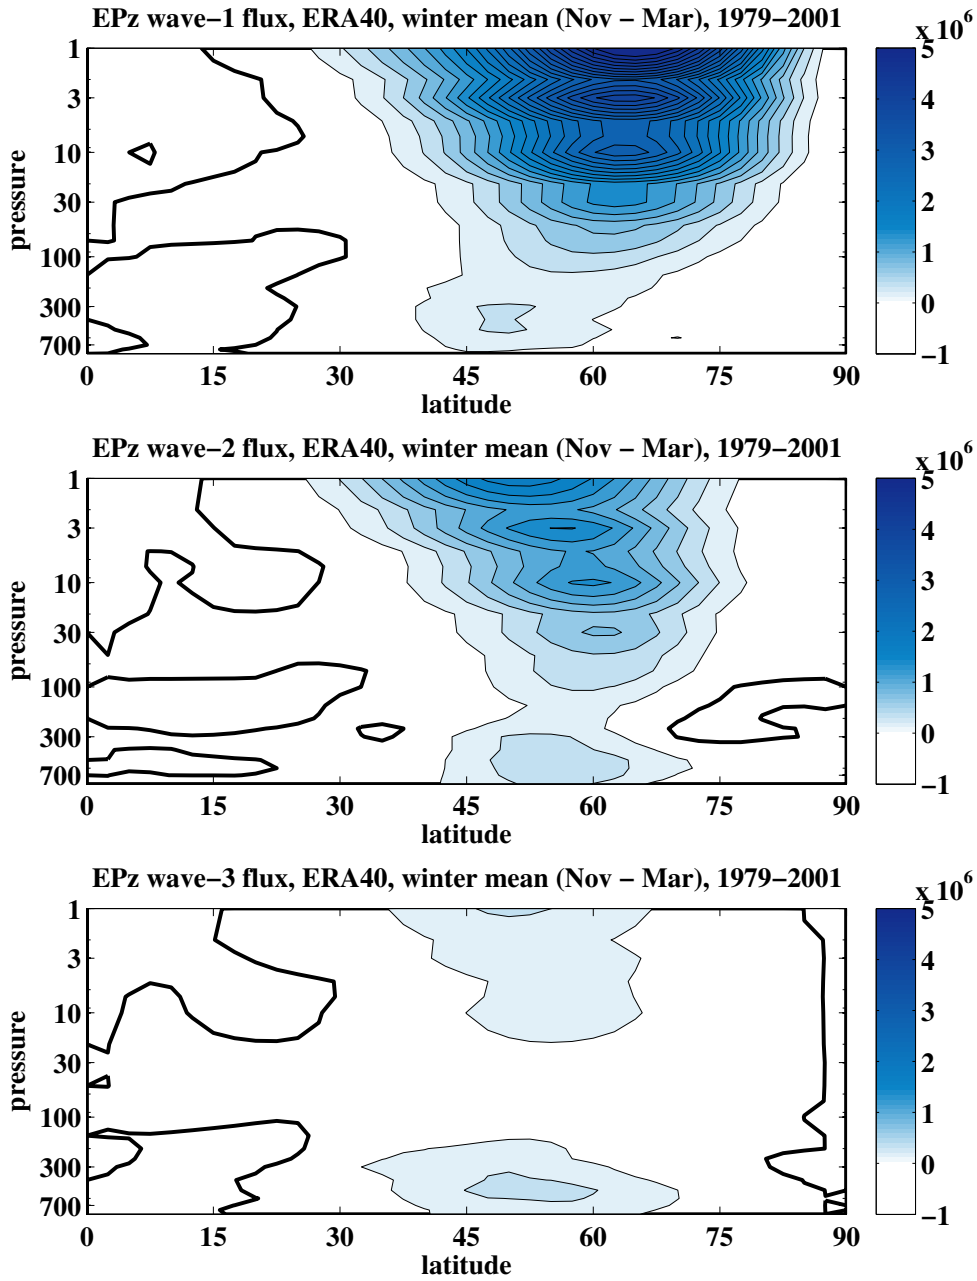 EPz wave−1 flux, ERA40, winter mean (Nov − Mar), 1979−2001
x 10^6
pressure
1
3
10
30
100
300
700
0 15 30 45 60 75 90
latitude
5
4
3
2
1
0
−1
EPz wave−2 flux, ERA40, winter mean (Nov − Mar), 1979−2001
x 10^6
pressure
1
3
10
30
100
300
700
0 15 30 45 60 75 90
latitude
5
4
3
2
1
0
−1
EPz wave−3 flux, ERA40, winter mean (Nov − Mar), 1979−2001
x 10^6
pressure
1
3
10
30
100
300
700
0 15 30 45 60 75 90
latitude
5
4
3
2
1
0
−1